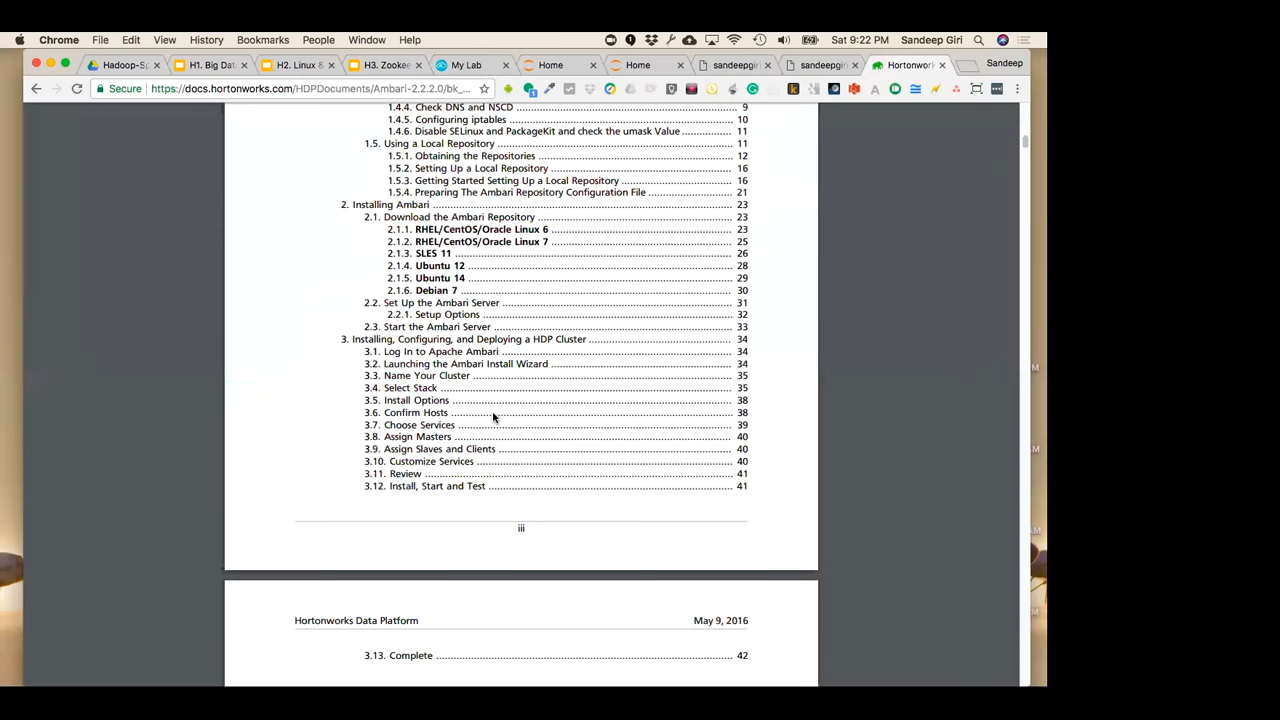 Chrome File Edit View History Bookmarks People Window Help Sat 9:22 PM Sandeep Giri
Hadoop-Sp H1. Big Dat H2. Linux & H3. Zookee My Lab Home Home sandeepgiri sandeepgiri Hortonwork Sandeep
Secure https://docs.hortonworks.com/HDPDocuments/Ambari-2.2.2.0/bk_...
1.4.4. Check DNS and NSCD 9
1.4.5. Configuring iptables 10
1.4.6. Disable SELinux and PackageKit and check the umask Value 11
1.5. Using a Local Repository 11
1.5.1. Obtaining the Repositories 12
1.5.2. Setting Up a Local Repository 16
1.5.3. Getting Started Setting Up a Local Repository 16
1.5.4. Preparing The Ambari Repository Configuration File 21
2. Installing Ambari 23
2.1. Download the Ambari Repository 23
2.1.1. RHEL/CentOS/Oracle Linux 6 23
2.1.2. RHEL/CentOS/Oracle Linux 7 25
2.1.3. SLES 11 26
2.1.4. Ubuntu 12 28
2.1.5. Ubuntu 14 29
2.1.6. Debian 7 30
2.2. Set Up the Ambari Server 31
2.2.1. Setup Options 32
2.3. Start the Ambari Server 33
3. Installing, Configuring, and Deploying a HDP Cluster 34
3.1. Log In to Apache Ambari 34
3.2. Launching the Ambari Install Wizard 34
3.3. Name Your Cluster 35
3.4. Select Stack 35
3.5. Install Options 38
3.6. Confirm Hosts 38
3.7. Choose Services 39
3.8. Assign Masters 40
3.9. Assign Slaves and Clients 40
3.10. Customize Services 40
3.11. Review 41
3.12. Install, Start and Test 41
iii
Hortonworks Data Platform May 9, 2016
3.13. Complete 42